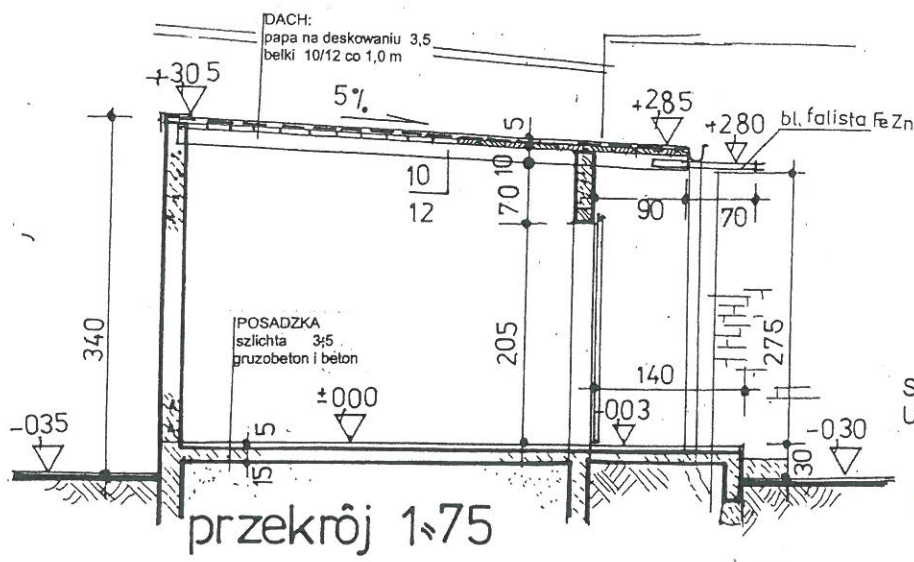 DACH:
papa na deskowaniu 3,5
belki 10/12 co 1,0 m
+305
5%
+2,85
+280
bl. falista FeZn
5
10
10
12
70
90
70
340
205
275
POSADZKA
szlichta 3,5
gruzobeton i beton
140
±000
-003
-035
-030
5
15
30
S
U
przekrój 1:75